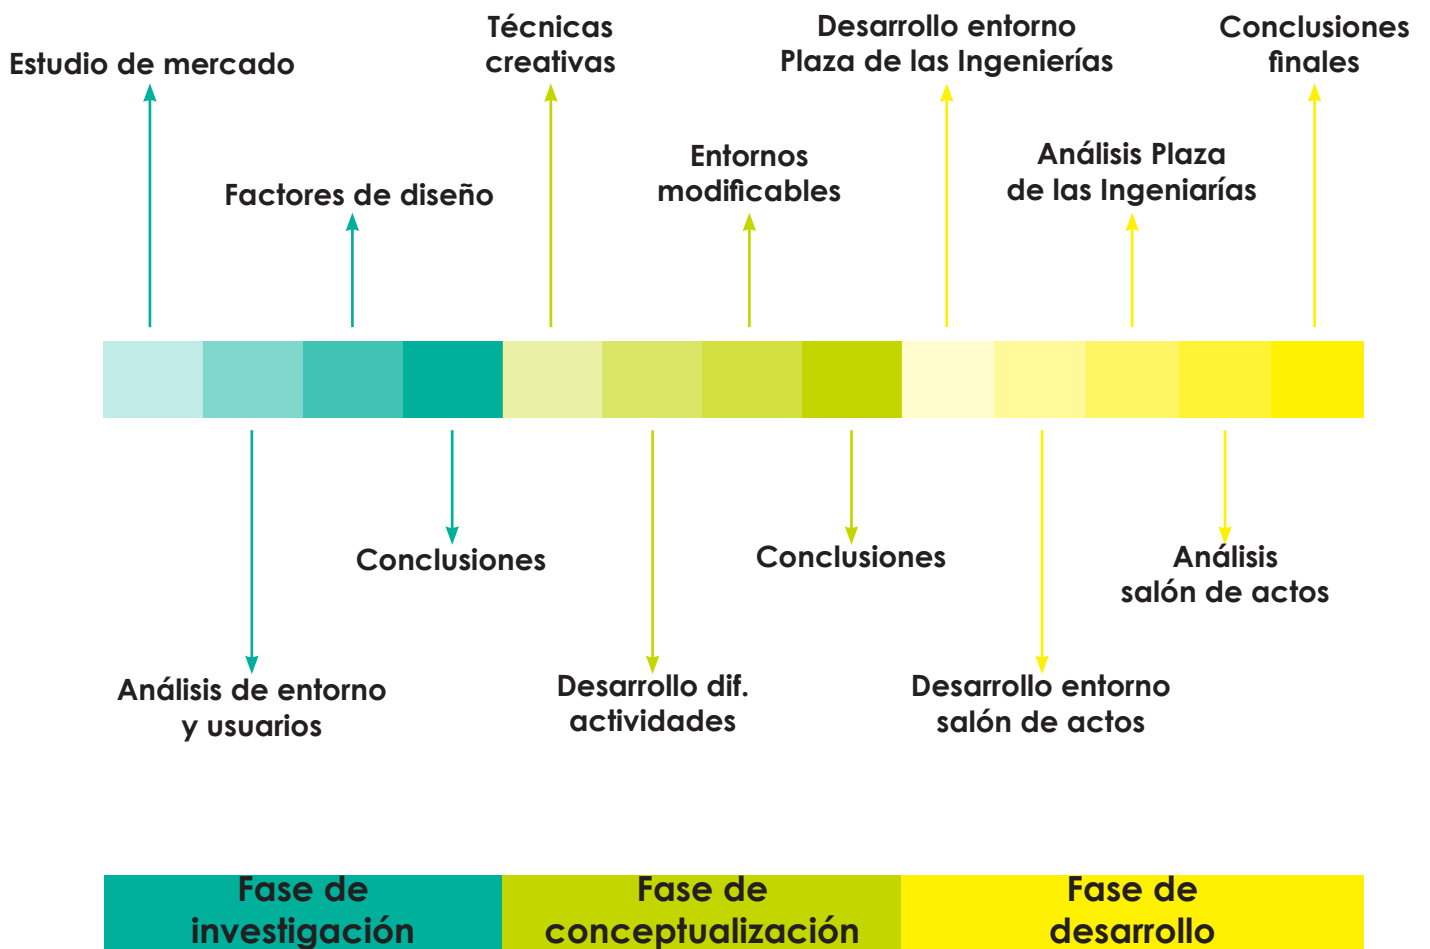 Estudio de mercado
Técnicas
creativas
Desarrollo entorno
Plaza de las Ingenierías
Conclusiones
finales
Factores de diseño
Entornos
modificables
Análisis Plaza
de las Ingeniarías
Conclusiones
Conclusiones
Análisis
salón de actos
Análisis de entorno
y usuarios
Desarrollo dif.
actividades
Desarrollo entorno
salón de actos
Fase de
investigación
Fase de
conceptualización
Fase de
desarrollo